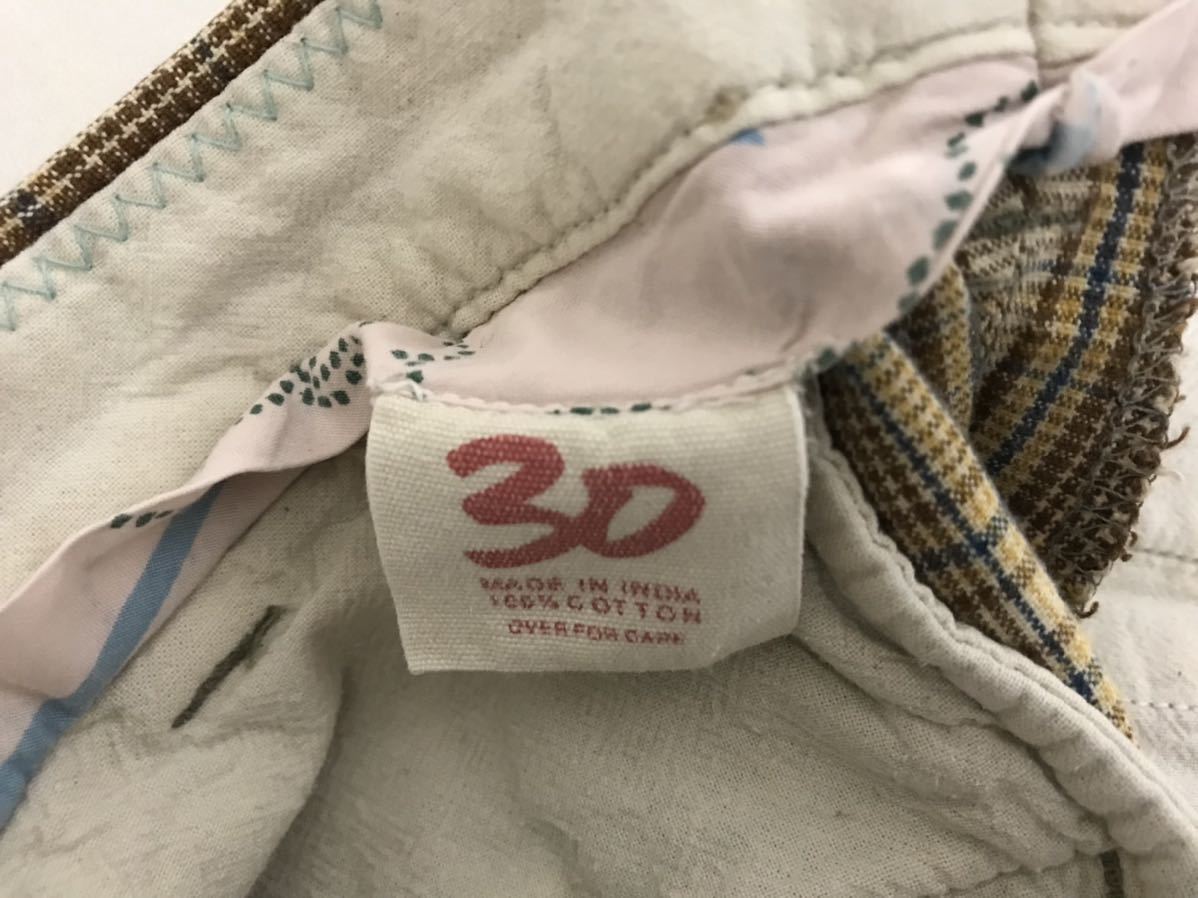 30
MADE IN INDIA
100% COTTON
OVER FOR CARE